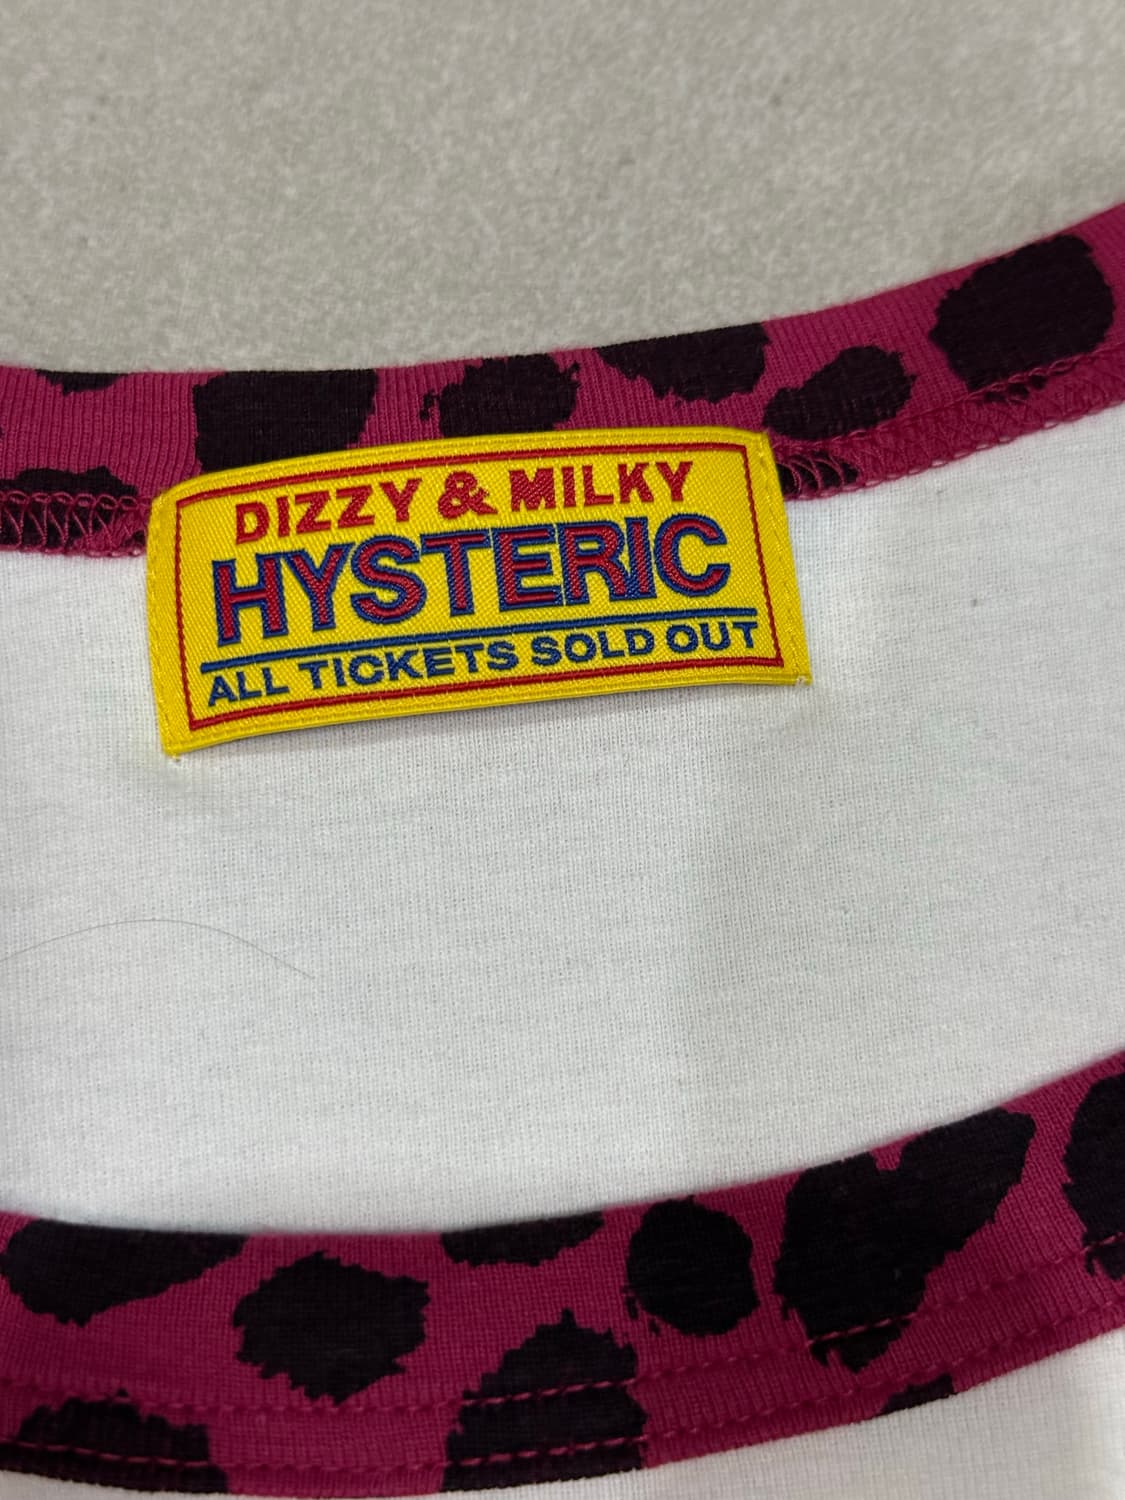 DIZZY & MILKY
HYSTERIC
ALL TICKETS SOLD OUT